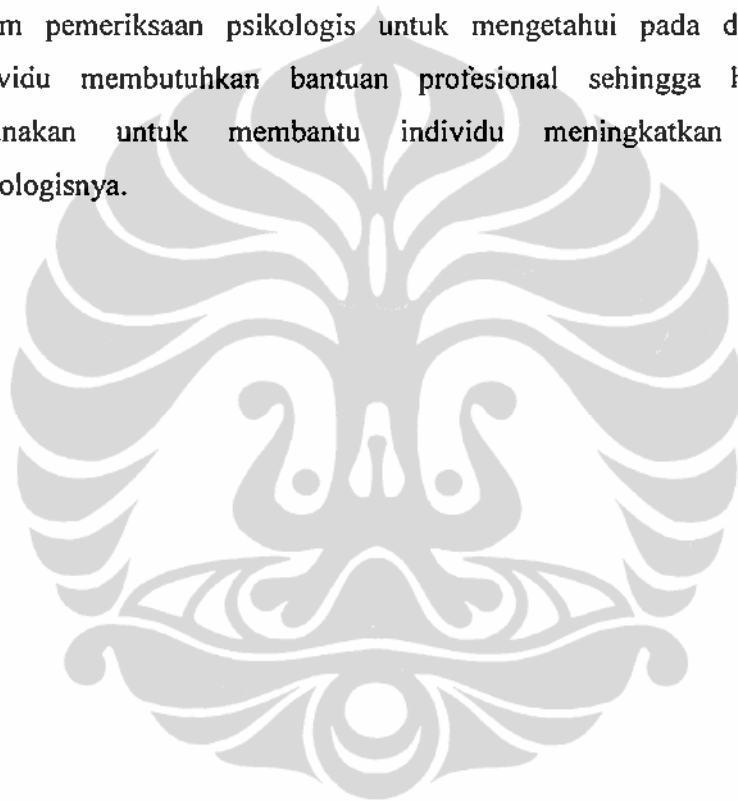 m pemeriksaan psikologis untuk mengetahui pada d
vidu membutuhkan bantuan profesional sehingga
nakan untuk membantu individu meningkatkan
ologisnya.